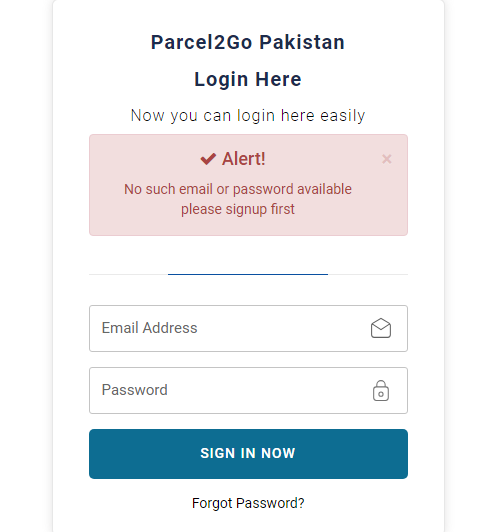 Parcel2Go Pakistan
Login Here
Now you can login here easily
Alert!
×
No such email or password available
please signup first
Email Address
Password
SIGN IN NOW
Forgot Password?